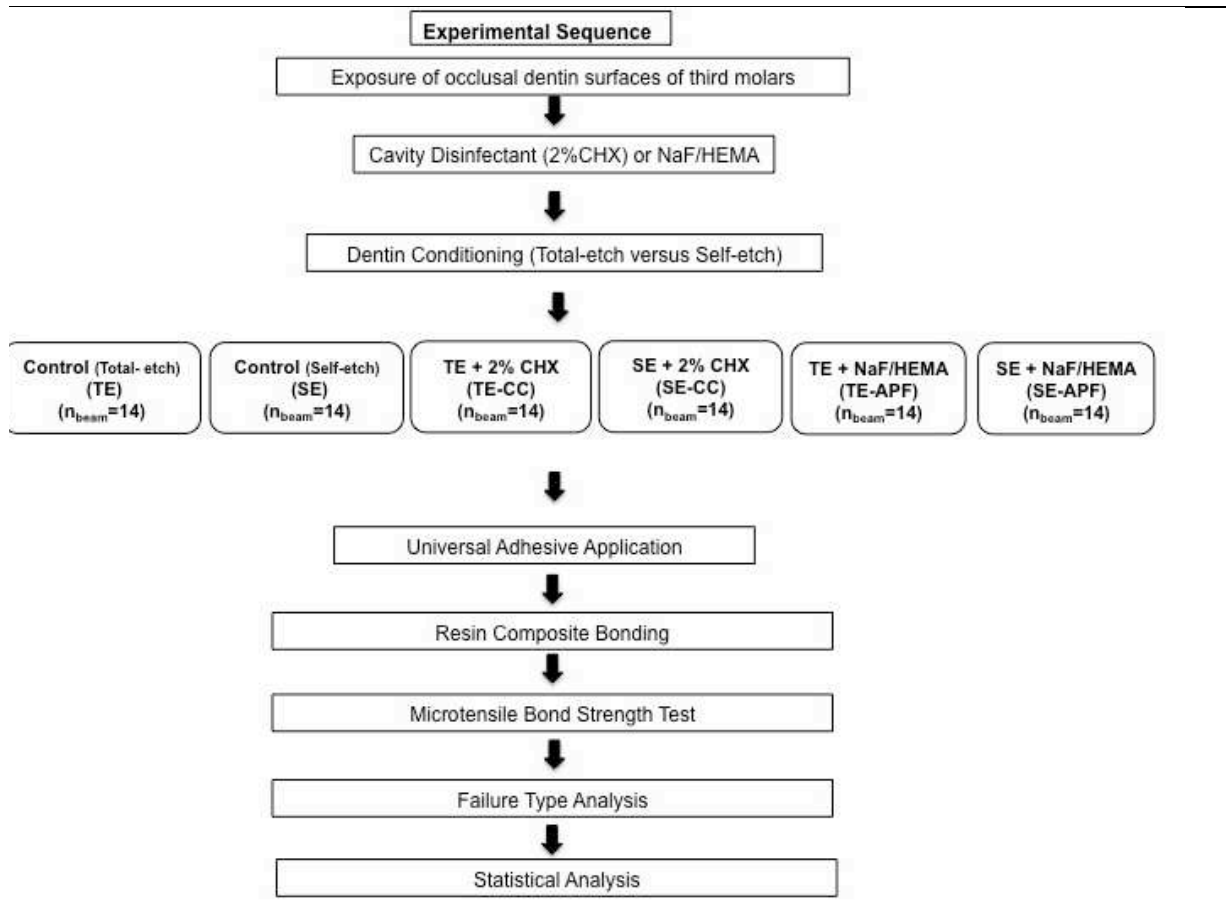 Experimental Sequence
Exposure of occlusal dentin surfaces of third molars
Cavity Disinfectant (2%CHX) or NaF/HEMA
Dentin Conditioning (Total-etch versus Self-etch)
Control (Total- etch)
(TE)
(nbeam=14)
Control (Self-etch)
(SE)
(nbeam=14)
TE + 2% CHX
(TE-CC)
(nbeam=14)
SE + 2% CHX
(SE-CC)
(nbeam=14)
TE + NaF/HEMA
(TE-APF)
(nbeam=14)
SE + NaF/HEMA
(SE-APF)
(nbeam=14)
Universal Adhesive Application
Resin Composite Bonding
Microtensile Bond Strength Test
Failure Type Analysis
Statistical Analysis